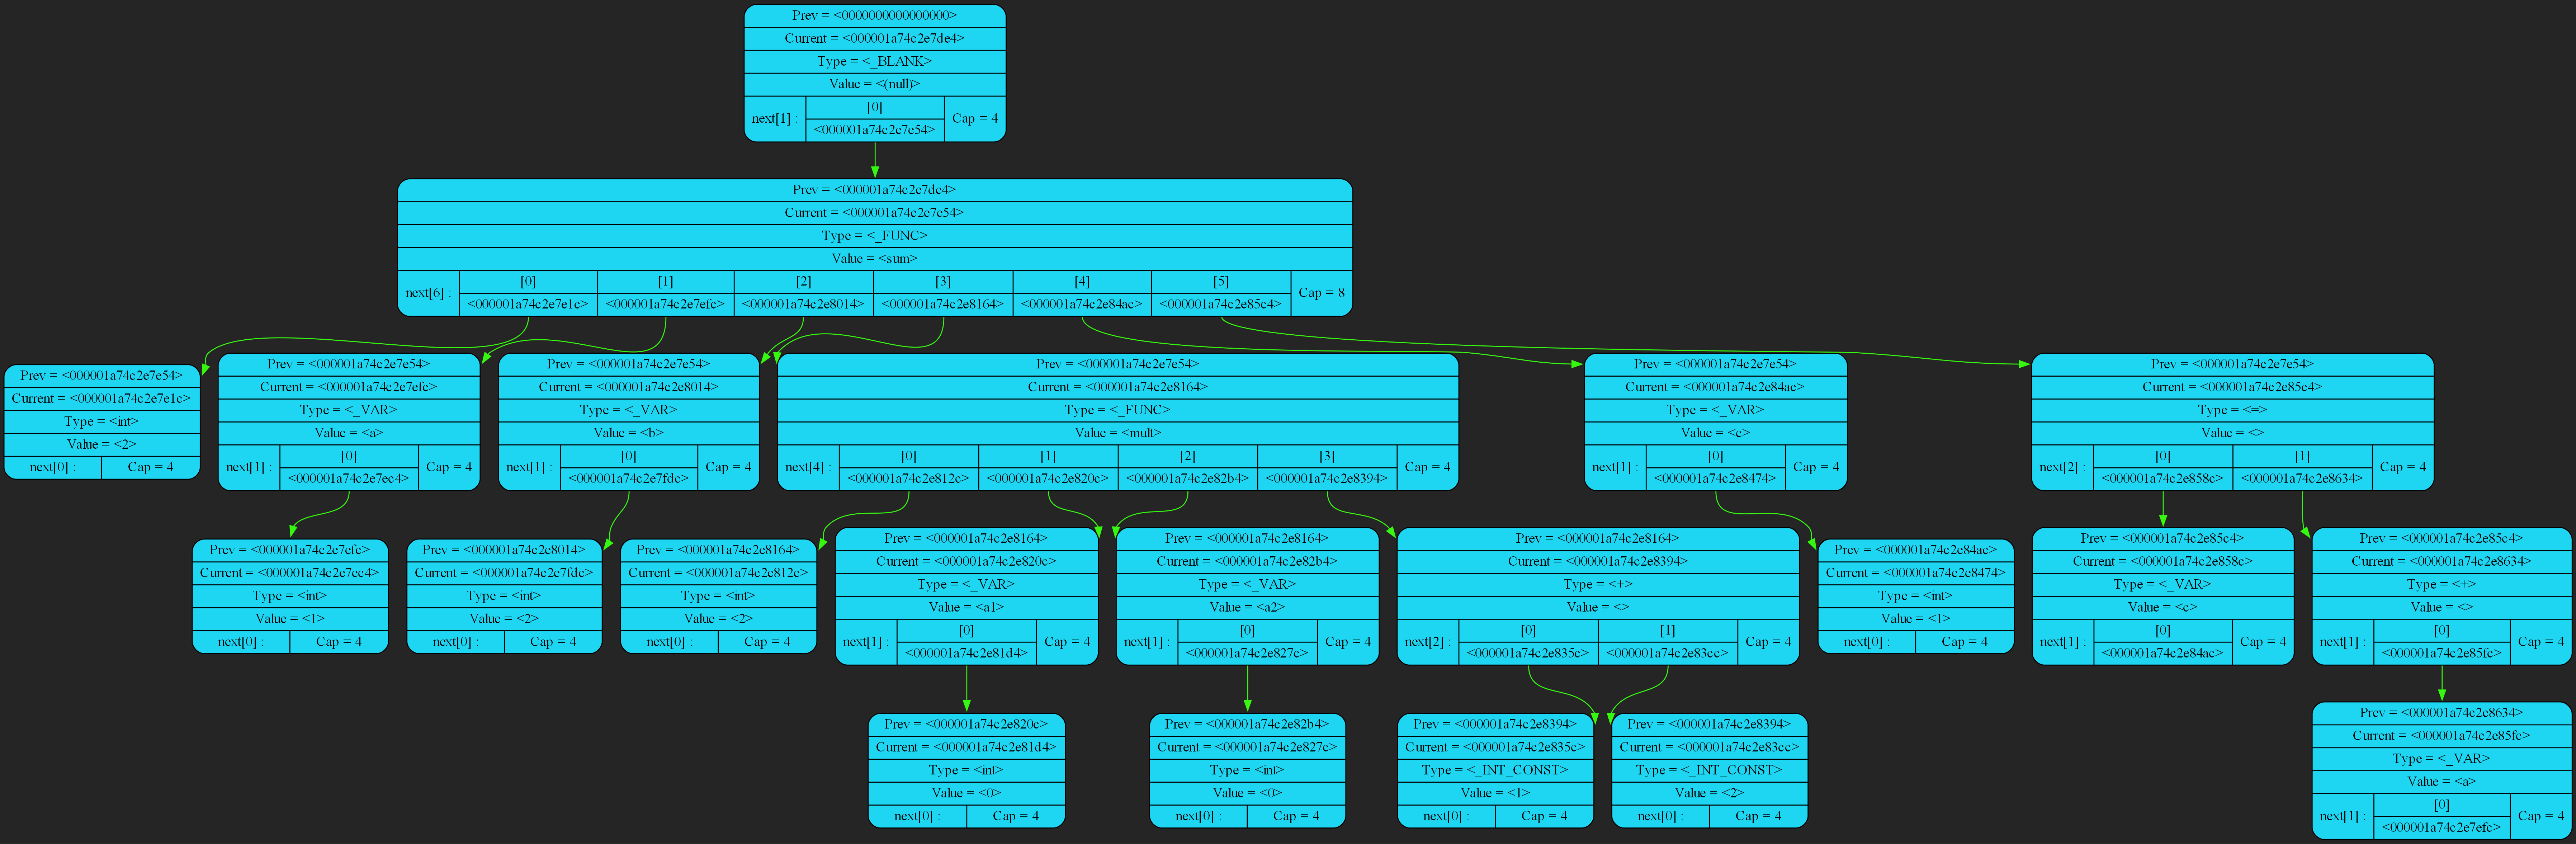 Prev = <0000000000000000>
Current = <000001a74c2e7de4>
Type = <_BLANK>
Value = <(null)>
next[1] : [0] Cap = 4
<000001a74c2e7e54>
Prev = <000001a74c2e7de4>
Current = <000001a74c2e7e54>
Type = <_FUNC>
Value = <sum>
next[6] : [0] [1] [2] [3] [4] [5] Cap = 8
<000001a74c2e7e1c> <000001a74c2e7efc> <000001a74c2e8014> <000001a74c2e8164> <000001a74c2e84ac> <000001a74c2e85c4>
Prev = <000001a74c2e7e54>
Current = <000001a74c2e7e1c>
Type = <int>
Value = <2>
next[0] : Cap = 4
Prev = <000001a74c2e7e54>
Current = <000001a74c2e7efc>
Type = <_VAR>
Value = <a>
next[1] : [0] Cap = 4
<000001a74c2e7ec4>
Prev = <000001a74c2e7e54>
Current = <000001a74c2e8014>
Type = <_VAR>
Value = <b>
next[1] : [0] Cap = 4
<000001a74c2e7fdc>
Prev = <000001a74c2e7e54>
Current = <000001a74c2e8164>
Type = <_FUNC>
Value = <mult>
next[4] : [0] [1] [2] [3] Cap = 4
<000001a74c2e812c> <000001a74c2e820c> <000001a74c2e82b4> <000001a74c2e8394>
Prev = <000001a74c2e7e54>
Current = <000001a74c2e84ac>
Type = <_VAR>
Value = <c>
next[1] : [0] Cap = 4
<000001a74c2e8474>
Prev = <000001a74c2e7e54>
Current = <000001a74c2e85c4>
Type = <=>
Value = <>
next[2] : [0] [1] Cap = 4
<000001a74c2e858c> <000001a74c2e8634>
Prev = <000001a74c2e7efc>
Current = <000001a74c2e7ec4>
Type = <int>
Value = <1>
next[0] : Cap = 4
Prev = <000001a74c2e8014>
Current = <000001a74c2e7fdc>
Type = <int>
Value = <2>
next[0] : Cap = 4
Prev = <000001a74c2e8164>
Current = <000001a74c2e812c>
Type = <int>
Value = <2>
next[0] : Cap = 4
Prev = <000001a74c2e8164>
Current = <000001a74c2e820c>
Type = <_VAR>
Value = <a1>
next[1] : [0] Cap = 4
<000001a74c2e81d4>
Prev = <000001a74c2e8164>
Current = <000001a74c2e82b4>
Type = <_VAR>
Value = <a2>
next[1] : [0] Cap = 4
<000001a74c2e827c>
Prev = <000001a74c2e8164>
Current = <000001a74c2e8394>
Type = <+>
Value = <>
next[2] : [0] [1] Cap = 4
<000001a74c2e835c> <000001a74c2e83cc>
Prev = <000001a74c2e84ac>
Current = <000001a74c2e8474>
Type = <int>
Value = <1>
next[0] : Cap = 4
Prev = <000001a74c2e85c4>
Current = <000001a74c2e858c>
Type = <_VAR>
Value = <c>
next[1] : [0] Cap = 4
<000001a74c2e84ac>
Prev = <000001a74c2e85c4>
Current = <000001a74c2e8634>
Type = <+>
Value = <>
next[1] : [0] Cap = 4
<000001a74c2e85fc>
Prev = <000001a74c2e820c>
Current = <000001a74c2e81d4>
Type = <int>
Value = <0>
next[0] : Cap = 4
Prev = <000001a74c2e82b4>
Current = <000001a74c2e827c>
Type = <int>
Value = <0>
next[0] : Cap = 4
Prev = <000001a74c2e8394>
Current = <000001a74c2e835c>
Type = <_INT_CONST>
Value = <1>
next[0] : Cap = 4
Prev = <000001a74c2e8394>
Current = <000001a74c2e83cc>
Type = <_INT_CONST>
Value = <2>
next[0] : Cap = 4
Prev = <000001a74c2e8634>
Current = <000001a74c2e85fc>
Type = <_VAR>
Value = <a>
next[1] : [0] Cap = 4
<000001a74c2e7efc>